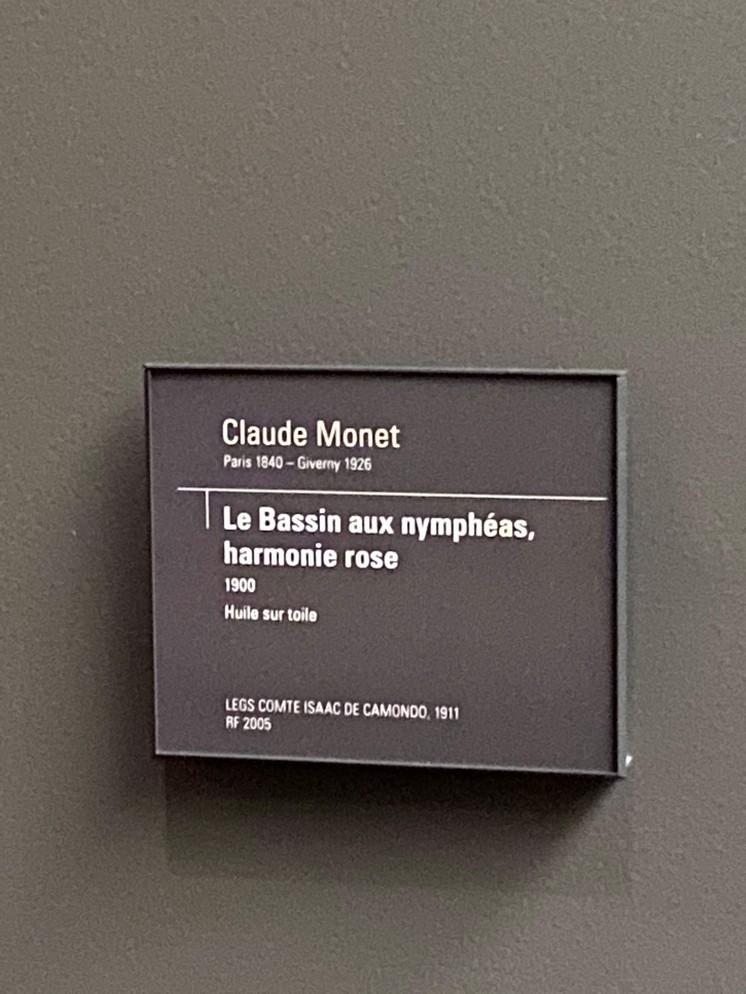 Claude Monet
Paris 1840 – Giverny 1926
Le Bassin aux nymphéas,
harmonie rose
1900
Huile sur toile
LEGS COMTE ISAAC DE CAMONDO, 1911
RF 2005